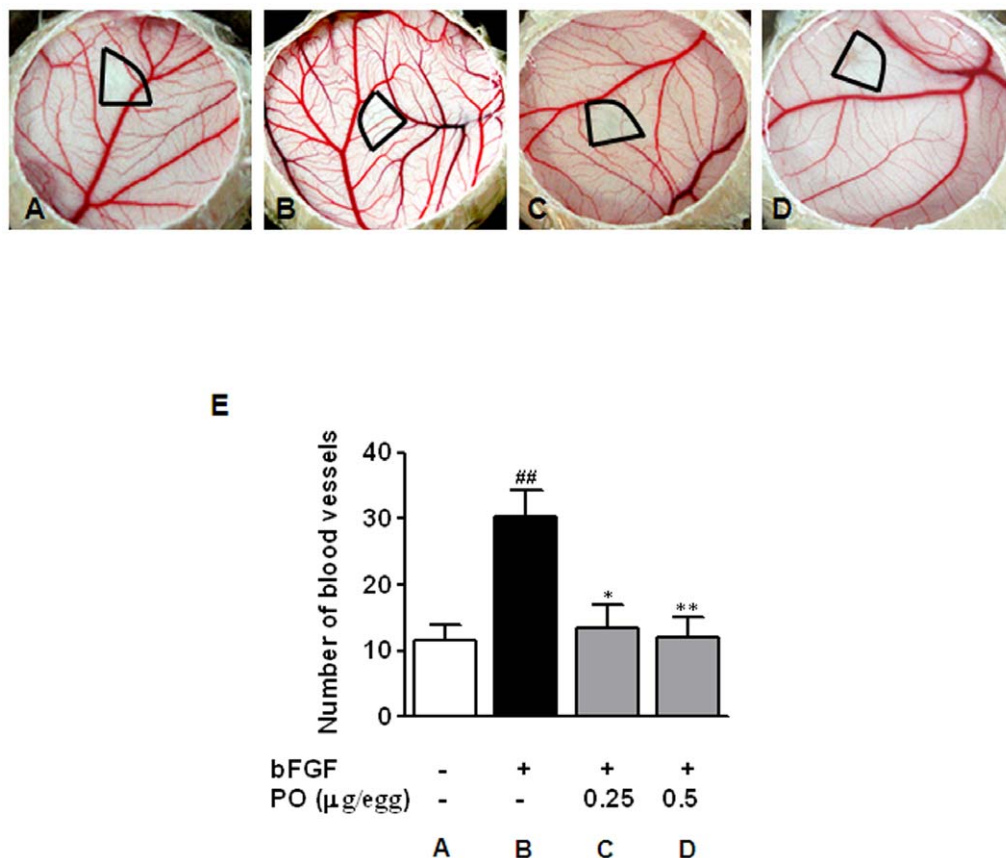 A B C D
E
Number of blood vessels
40
30
20
10
0
##
*
**
bFGF - + + +
PO (µg/egg) - - 0.25 0.5
A B C D